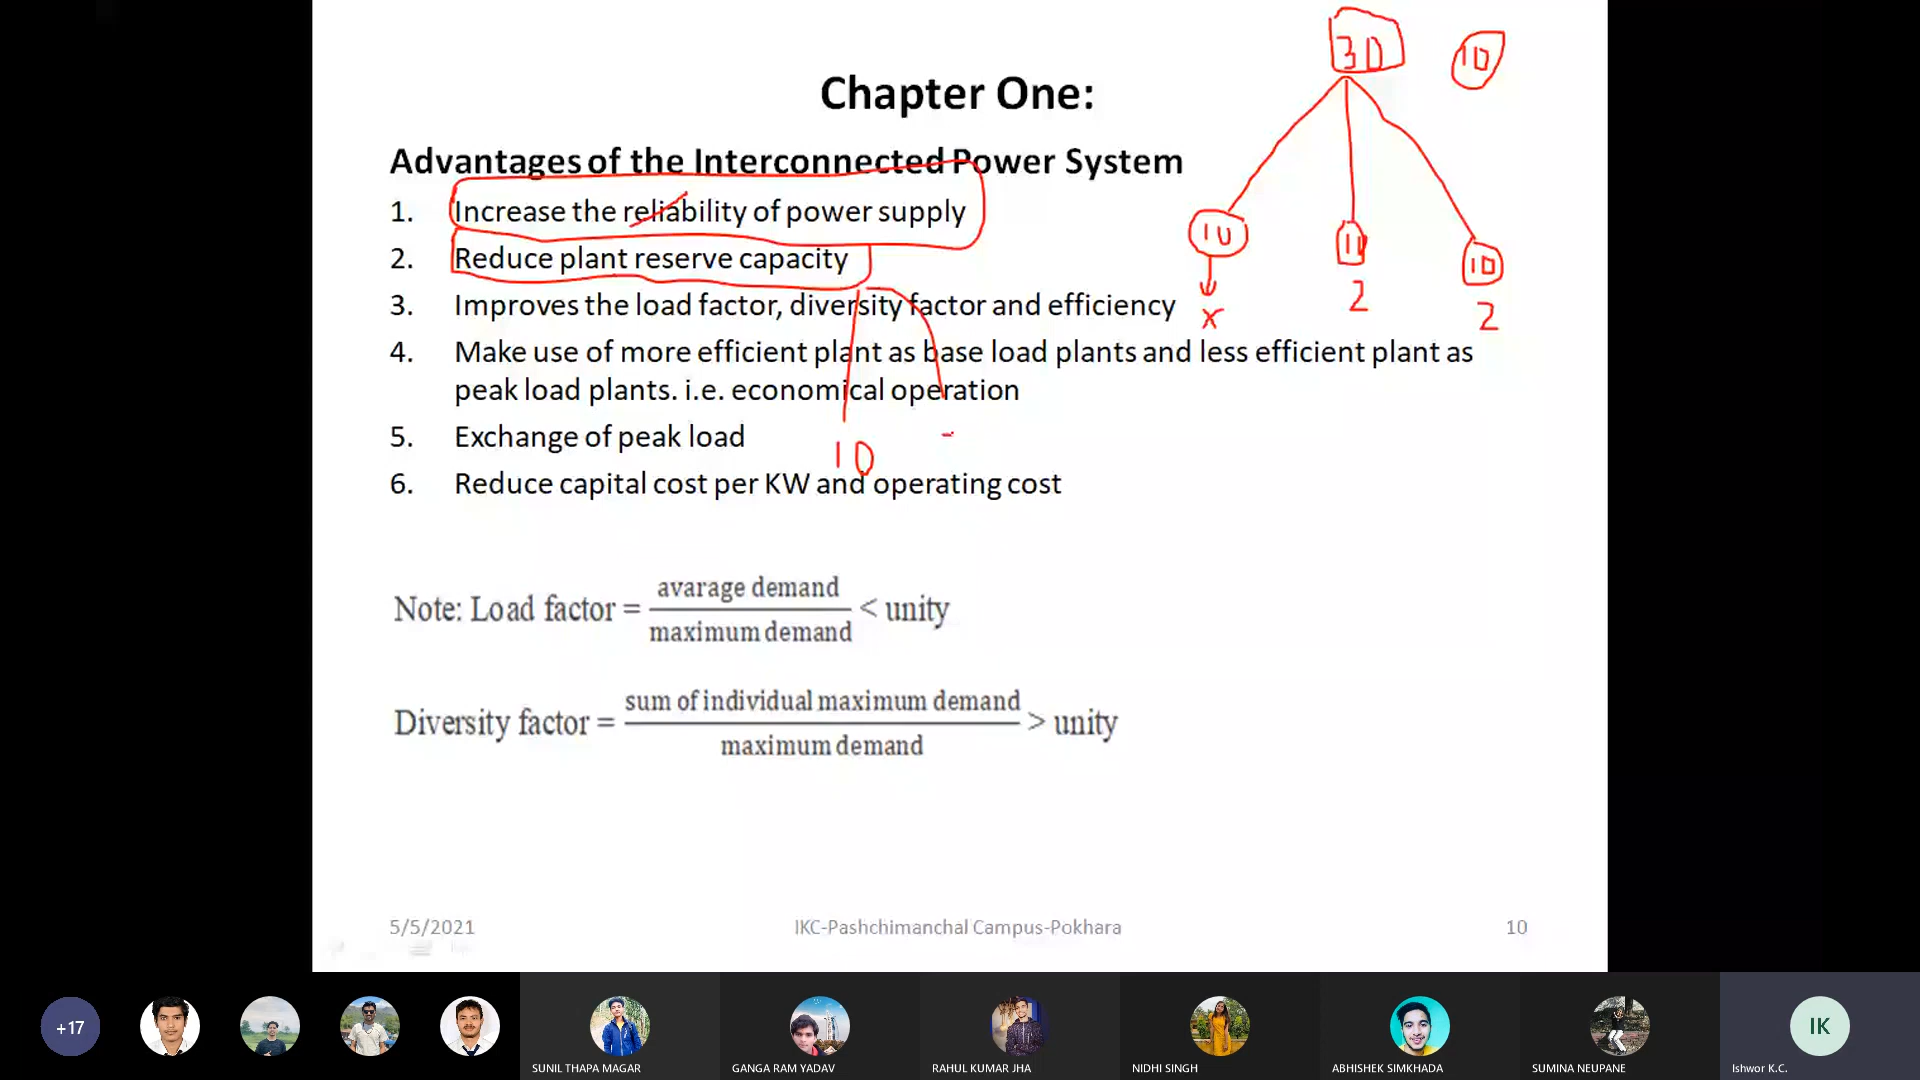 Chapter One:
30
10
Advantages of the Interconnected Power System
1. Increase the reliability of power supply
10
10
2. Reduce plant reserve capacity
3. Improves the load factor, diversity factor and efficiency
x
2
2
4. Make use of more efficient plant as base load plants and less efficient plant as
peak load plants. i.e. economical operation
5. Exchange of peak load
10
6. Reduce capital cost per KW and operating cost
Note: Load factor = avarage demand / maximum demand < unity
Diversity factor = sum of individual maximum demand / maximum demand > unity
5/5/2021
IKC-Pashchimanchal Campus-Pokhara
10
+17
SUNIL THAPA MAGAR
GANGA RAM YADAV
RAHUL KUMAR JHA
NIDHI SINGH
ABHISHEK SIMKHADA
SUMINA NEUPANE
IK
Ishwor K.C.